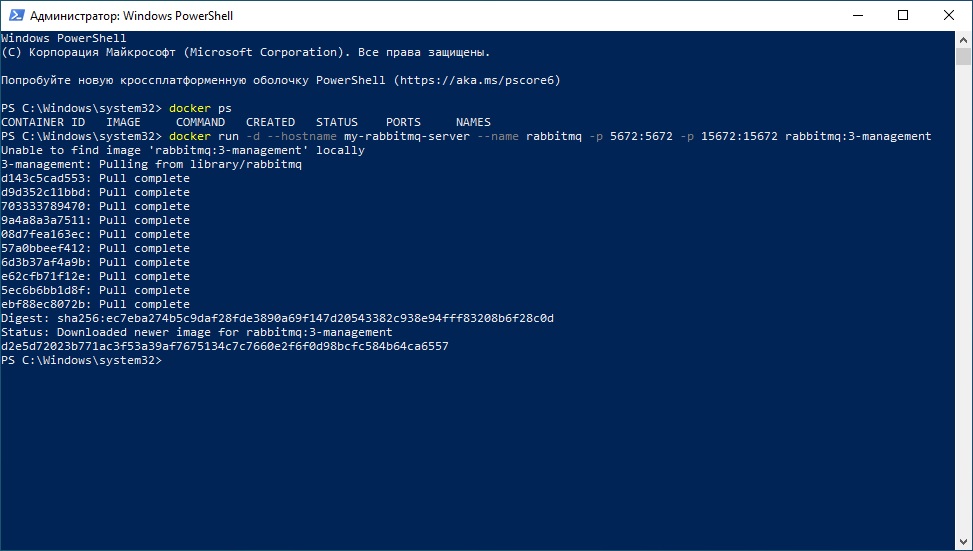 Администратор: Windows PowerShell
Windows PowerShell
(C) Корпорация Майкрософт (Microsoft Corporation). Все права защищены.
Попробуйте новую кроссплатформенную оболочку PowerShell (https://aka.ms/pscore6)
PS C:\Windows\system32> docker ps
CONTAINER ID   IMAGE     COMMAND   CREATED   STATUS    PORTS     NAMES
PS C:\Windows\system32> docker run -d --hostname my-rabbitmq-server --name rabbitmq -p 5672:5672 -p 15672:15672 rabbitmq:3-management
Unable to find image 'rabbitmq:3-management' locally
3-management: Pulling from library/rabbitmq
d143c5cad553: Pull complete
d9d352c11bbd: Pull complete
703333789470: Pull complete
9a4a8a3a7511: Pull complete
08d7fea163ec: Pull complete
57a0bbeef412: Pull complete
6d3b37af4a9b: Pull complete
e62cfb71f12e: Pull complete
5ec6b6bb1d8f: Pull complete
ebf88ec8072b: Pull complete
Digest: sha256:ec7eba274b5c9daf28fde3890a69f147d20543382c938e94fff83208b6f28c0d
Status: Downloaded newer image for rabbitmq:3-management
d2e5d72023b771ac3f53a39af7675134c7c7660e2f6f0d98bcfc584b64ca6557
PS C:\Windows\system32>